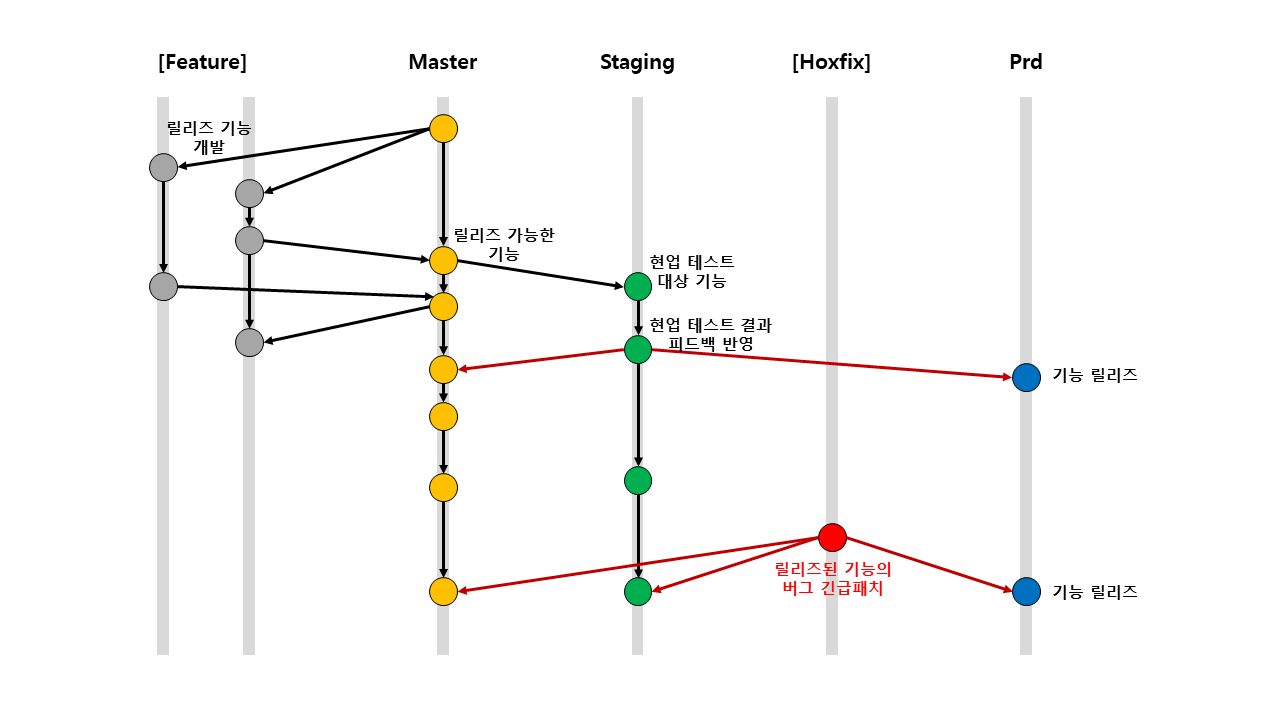 [Feature]
Master
Staging
[Hoxfix]
Prd
릴리즈 기능
개발
릴리즈 가능한
기능
현업 테스트
대상 기능
현업 테스트 결과
피드백 반영
기능 릴리즈
릴리즈된 기능의
버그 긴급패치
기능 릴리즈